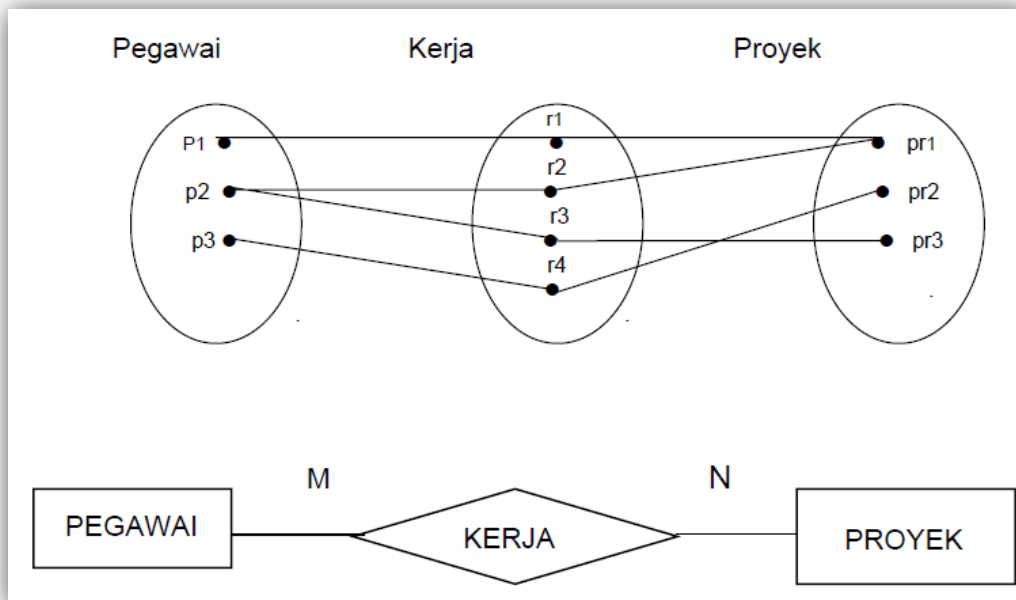 Pegawai Kerja Proyek
r1
P1 pr1
r2
p2 pr2
r3
p3 pr3
r4
M N
PEGAWAI KERJA PROYEK